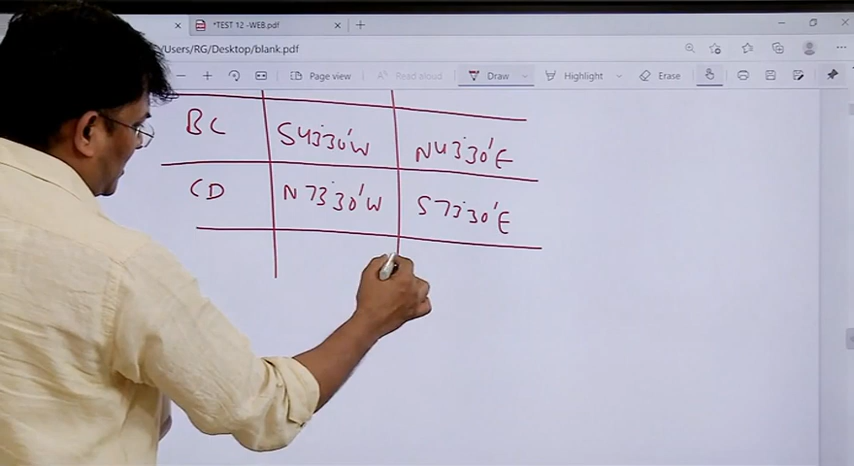 *TEST 12 -WEB.pdf
/Users/RG/Desktop/blank.pdf
Page view Read aloud Draw Highlight Erase
BC S43°30'W N43°30'E
CD N73°30'W S73°30'E